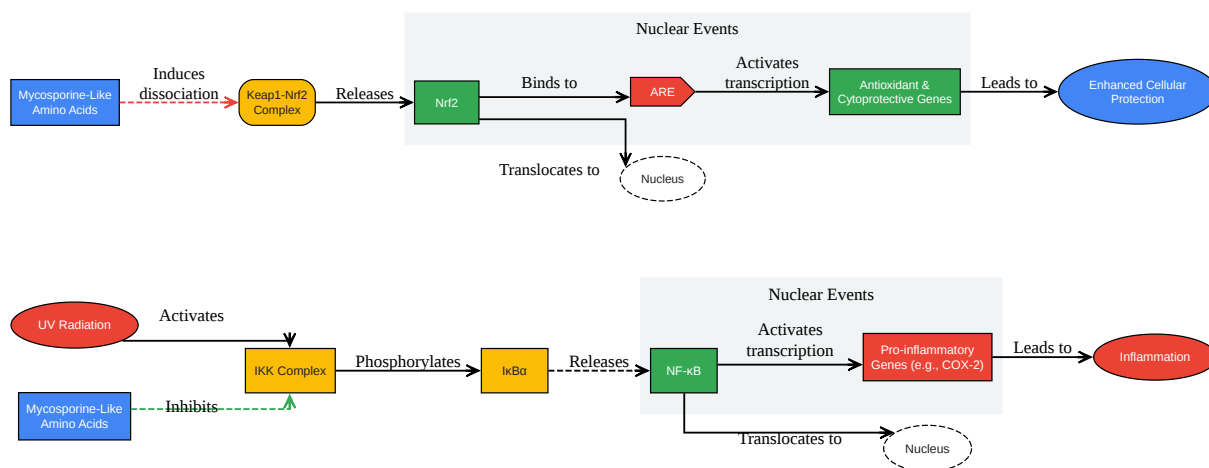 Nuclear Events
Mycosporine-Like
Amino Acids
Induces
dissociation
Keap1-Nrf2
Complex
Releases
Nrf2
Binds to
ARE
Activates
transcription
Antioxidant &
Cytoprotective Genes
Leads to
Enhanced Cellular
Protection
Translocates to
Nucleus
Nuclear Events
UV Radiation
Activates
IKK Complex
Mycosporine-Like
Amino Acids
Inhibits
Phosphorylates
IκBα
Releases
NF-κB
Activates
transcription
Pro-inflammatory
Genes (e.g., COX-2)
Leads to
Inflammation
Translocates to
Nucleus